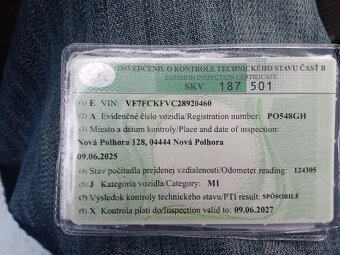 OSVEDČENIE O KONTROLE TECHNICKÉHO STAVU ČASŤ B
EMISSION INSPECTION CERTIFICATE
SKV 187 501
(1) E VIN: VF7FCKFVC28920460
(2) A Evidenčné číslo vozidla/Registration number: PO548GH
(3) Miesto a dátum kontroly/Place and date of inspection:
Nová Polhora 128, 04444 Nová Polhora
09.06.2025
(4) Stav počítadla prejdenej vzdialenosti/Odometer reading: 124305
(5) J Kategória vozidla/Category: M1
(7) Výsledok kontroly technického stavu/PTI result: SPÔSOBILÉ
(8) X Kontrola platí do/Inspection valid to: 09.06.2027